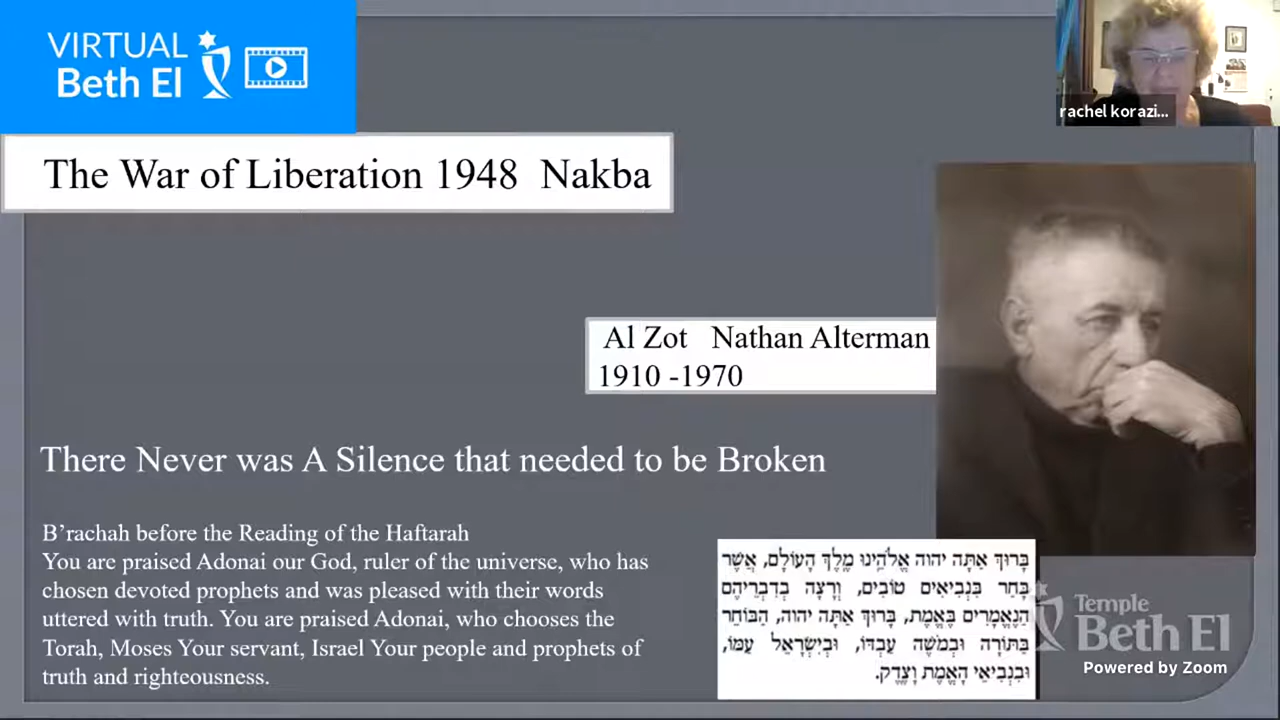 VIRTUAL
Beth El
rachel korazi...
The War of Liberation 1948 Nakba
Al Zot Nathan Alterman
1910 -1970
There Never was A Silence that needed to be Broken
B'rachah before the Reading of the Haftarah
You are praised Adonai our God, ruler of the universe, who has
chosen devoted prophets and was pleased with their words
uttered with truth. You are praised Adonai, who chooses the
Torah, Moses Your servant, Israel Your people and prophets of
truth and righteousness.
בָּרוּךְ אַתָּה יהוה אֱלֹהֵינוּ מֶלֶךְ הָעוֹלָם, אֲשֶׁר
בָּחַר בִּנְבִיאִים טוֹבִים, וְרָצָה בְדִבְרֵיהֶם
הַנֶּאֱמָרִים בֶּאֱמֶת, בָּרוּךְ אַתָּה יהוה, הַבּוֹחֵר
בַּתּוֹרָה וּבְמֹשֶׁה עַבְדּוֹ, וּבְיִשְׂרָאֵל עַמּוֹ,
וּבִנְבִיאֵי הָאֱמֶת וָצֶדֶק.
Temple
Beth El
Powered by Zoom